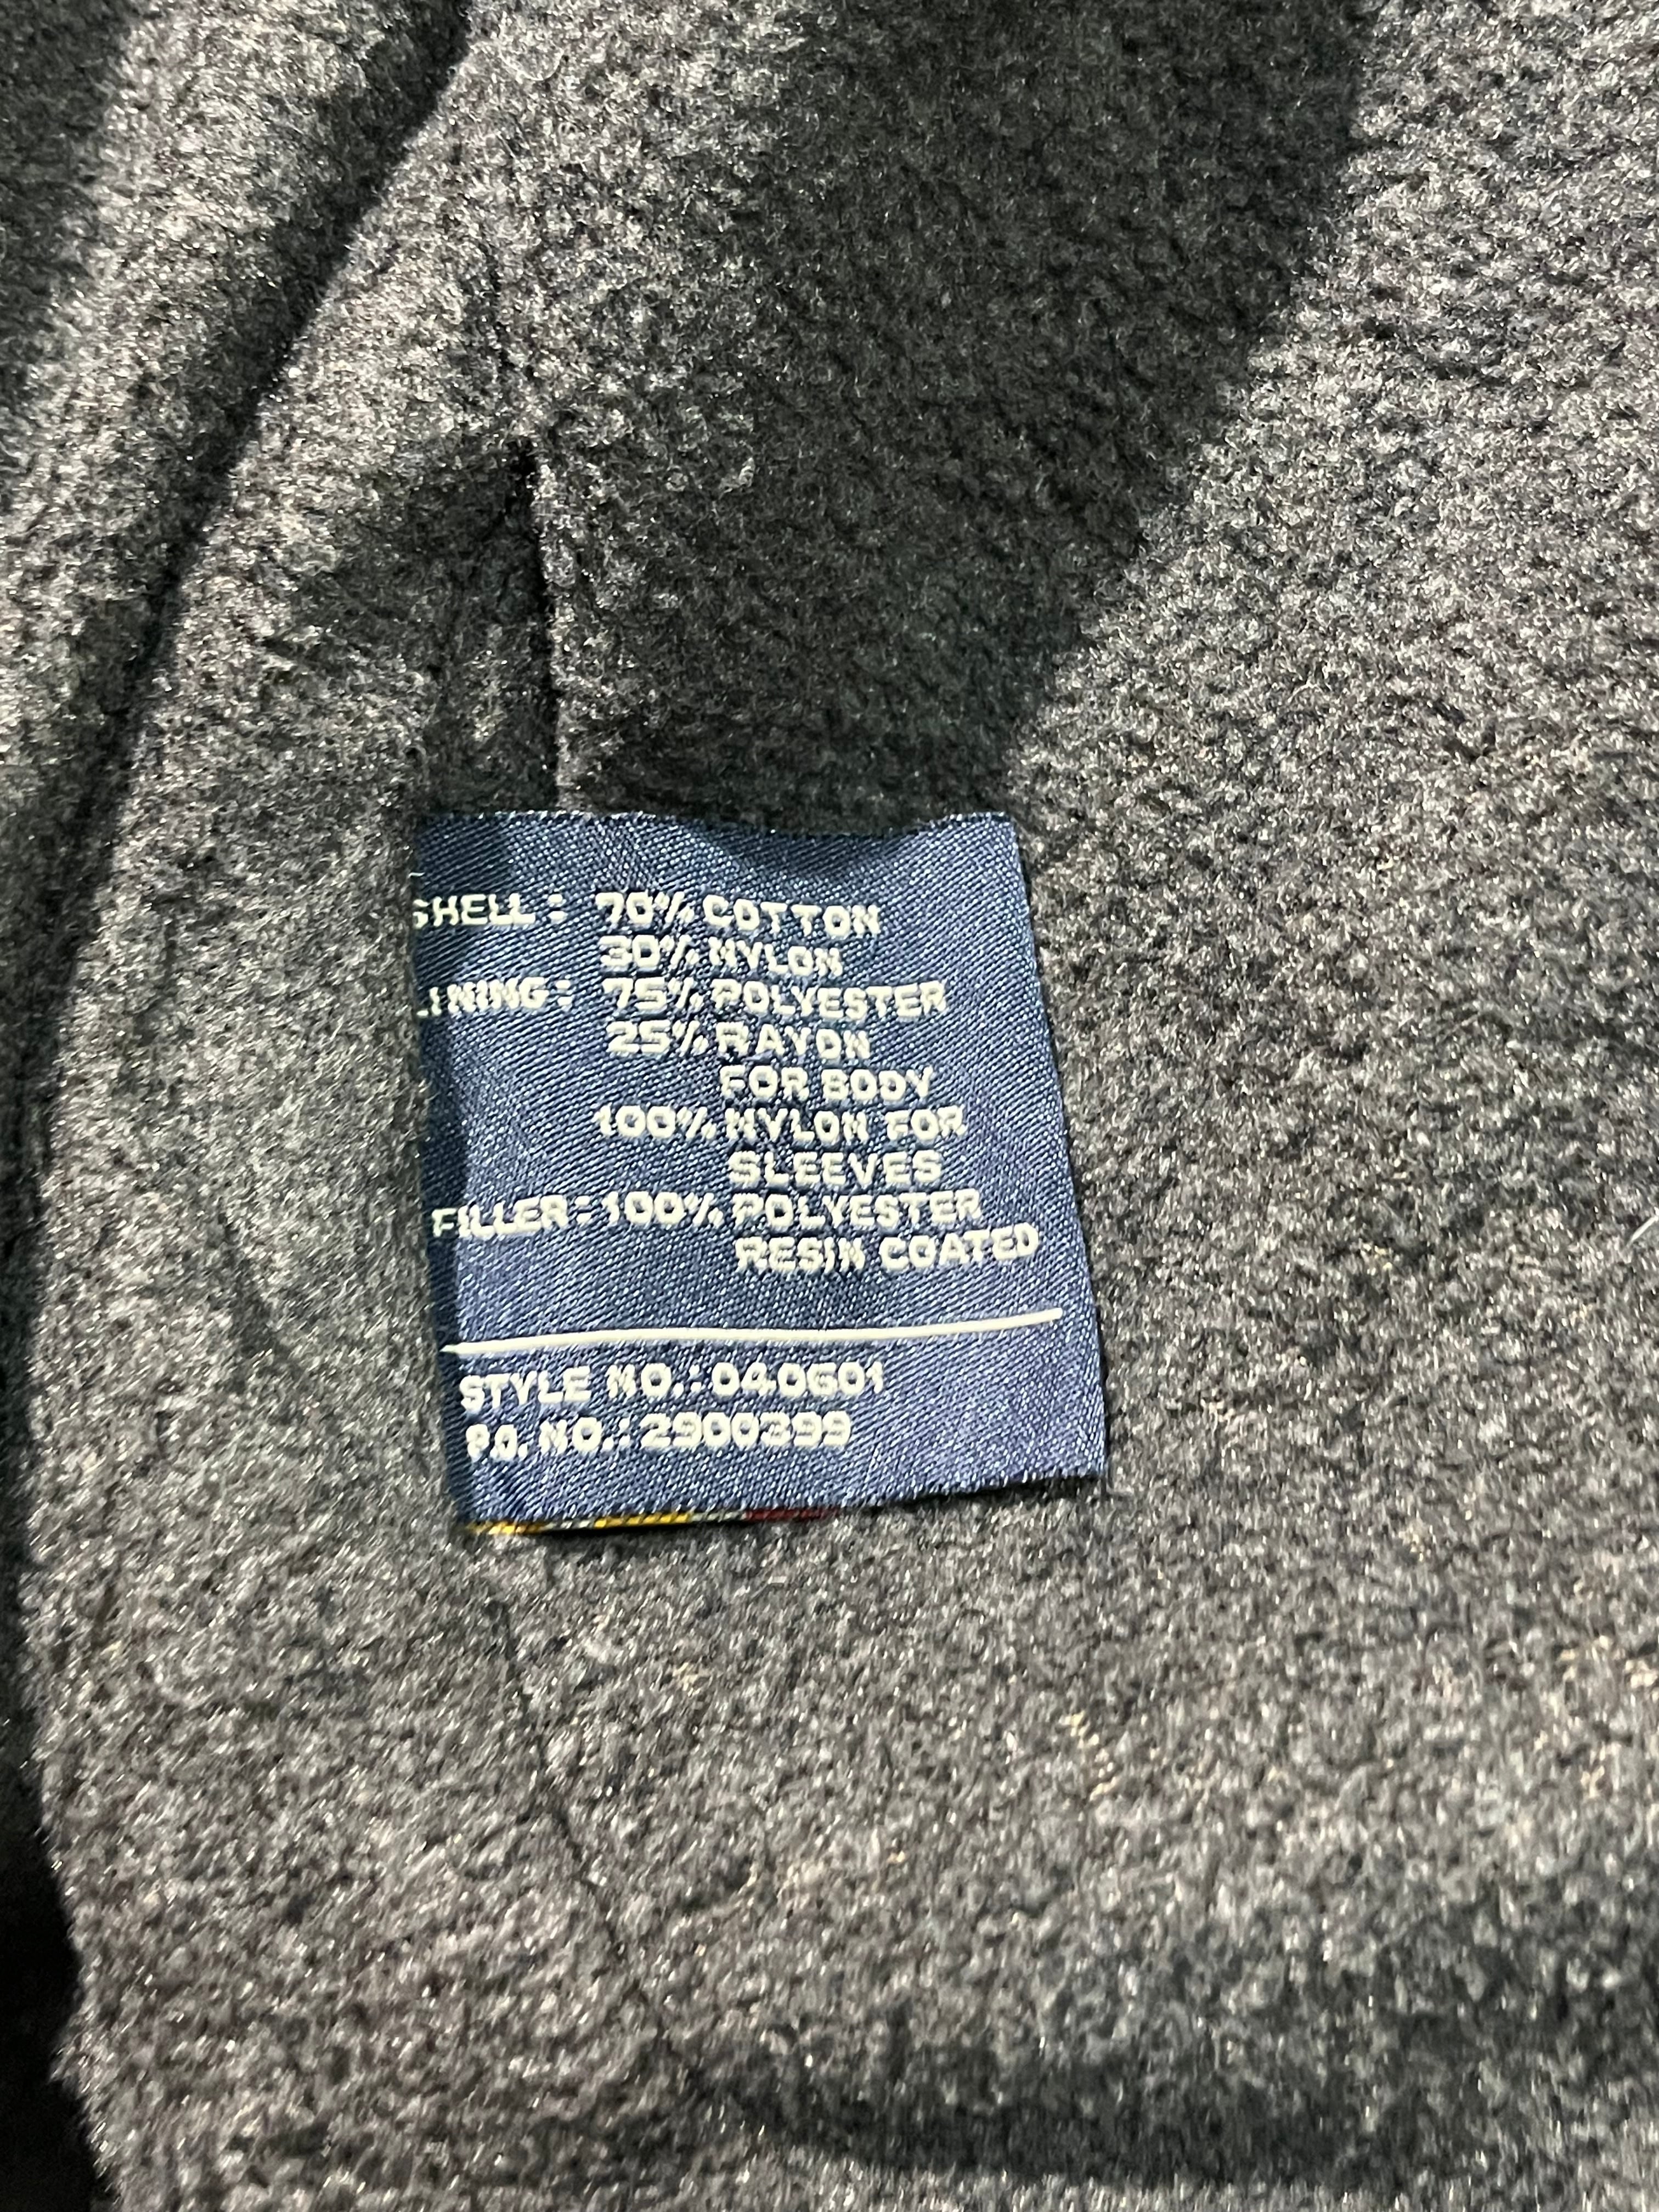 SHELL: 70% COTTON
30% NYLON
LINING: 75% POLYESTER
25% RAYON
FOR BODY
100% NYLON FOR
SLEEVES
FILLER: 100% POLYESTER
RESIN COATED
STYLE NO.: 040601
P.O. NO.: 2900399